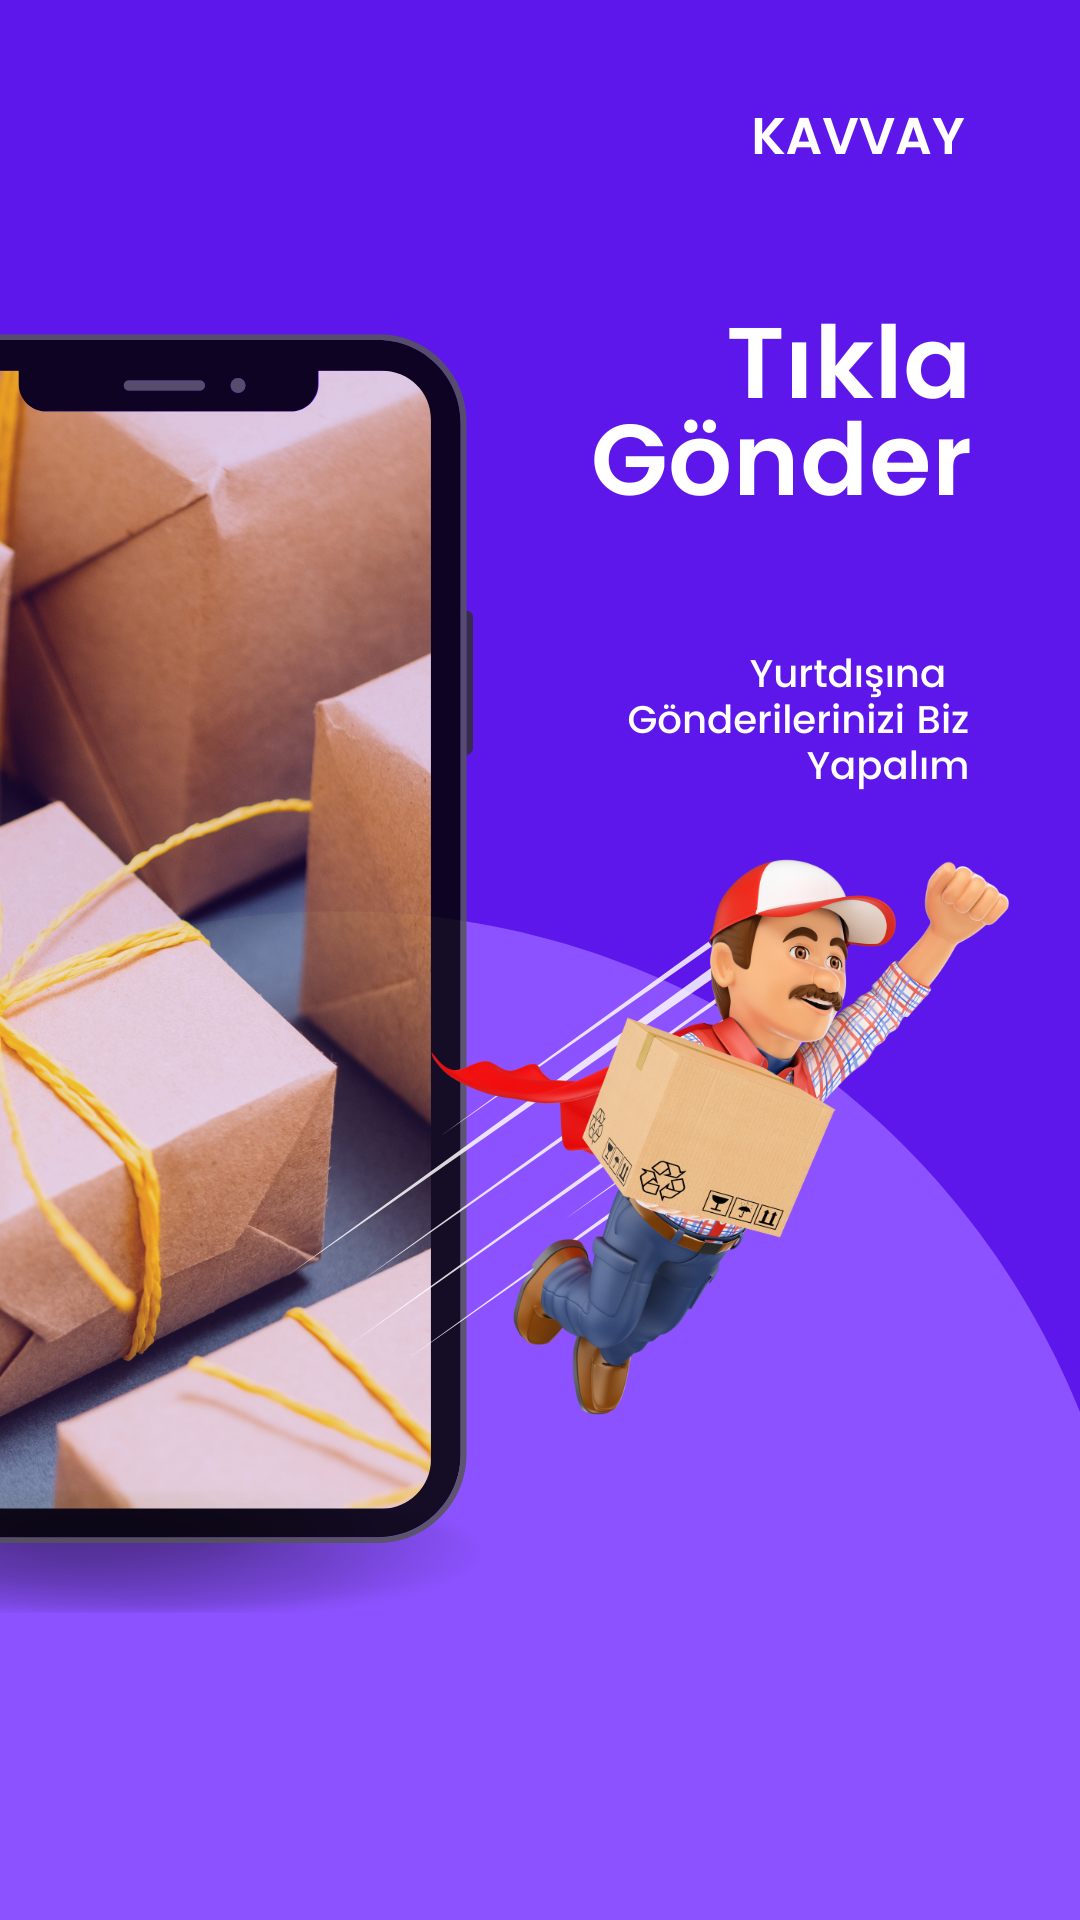 KAVVAY
Tıkla
Gönder
Yurtdışına
Gönderilerinizi Biz
Yapalım